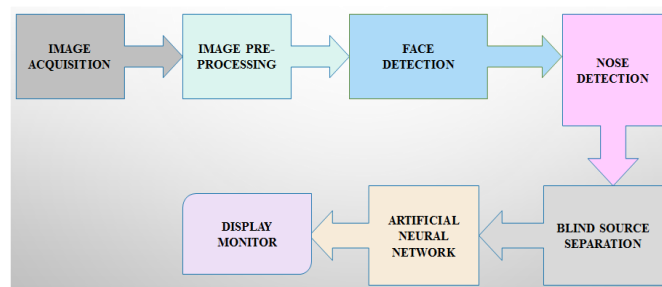 IMAGE
ACQUISITION
IMAGE PRE-
PROCESSING
FACE
DETECTION
NOSE
DETECTION
BLIND SOURCE
SEPARATION
ARTIFICIAL
NEURAL
NETWORK
DISPLAY
MONITOR